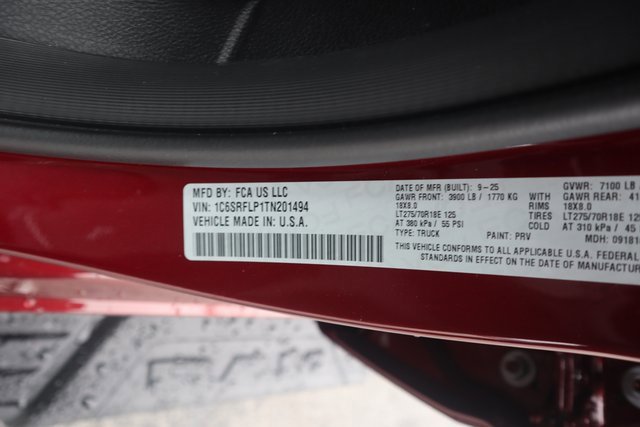 MFD BY: FCA US LLC
VIN: 1C6SRFLP1TN201494
VEHICLE MADE IN: U.S.A.
DATE OF MFR (BUILT): 9-25
GAWR FRONT: 3900 LB / 1770 KG
18X8.0
LT275/70R18E 125
AT 380 kPa / 55 PSI
TYPE: TRUCK
RIMS
TIRES
COLD
PAINT: PRV
GVWR: 7100 LB
GAWR REAR: 41
18X8.0
LT275/70R18E 12
AT 310 kPa / 45
MDH: 09181
THIS VEHICLE CONFORMS TO ALL APPLICABLE U.S.A. FEDERAL
STANDARDS IN EFFECT ON THE DATE OF MANUFACTUR